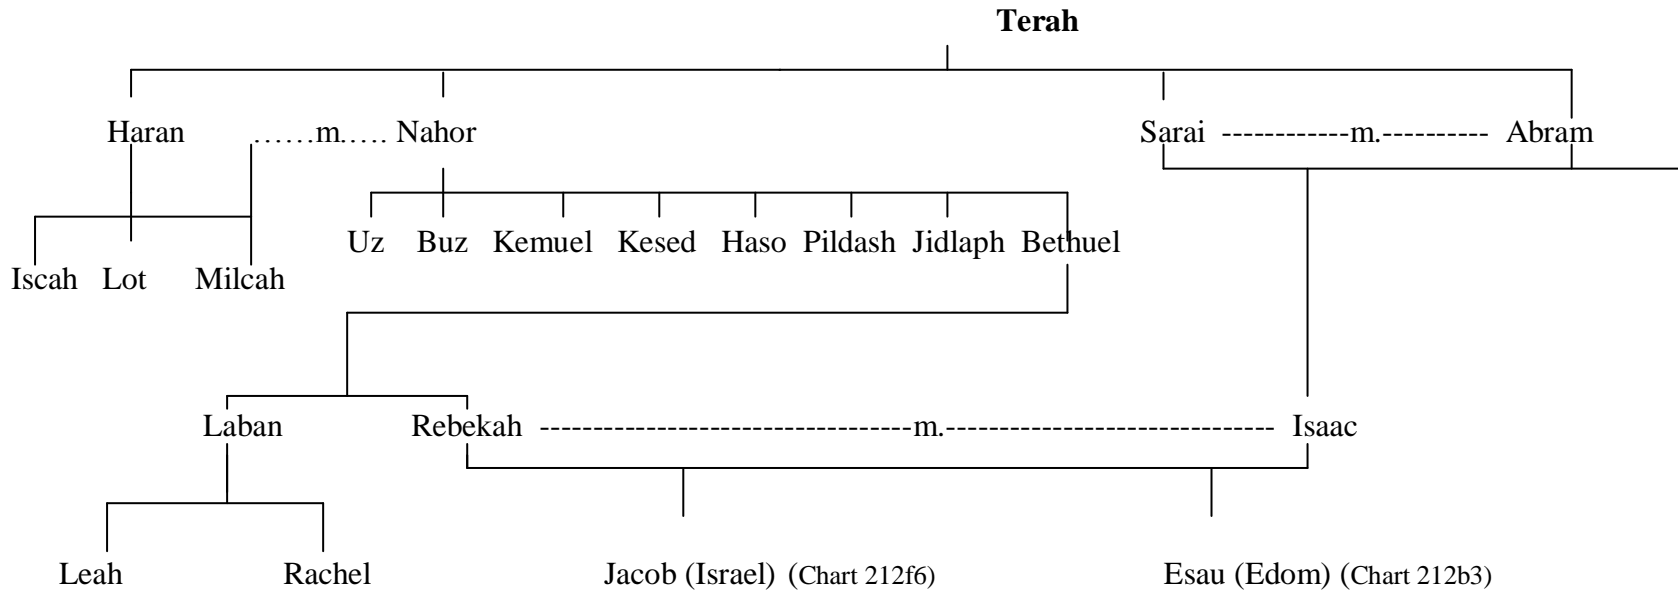 Terah
Haran ……m.…. Nahor Sarai ------------m.---------- Abram
Uz Buz Kemuel Kesed Haso Pildash Jidlaph Bethuel
Iscah Lot Milcah
Laban Rebekah -------------------------------m.---------------------------- Isaac
Leah Rachel Jacob (Israel) (Chart 212f6) Esau (Edom) (Chart 212b3)